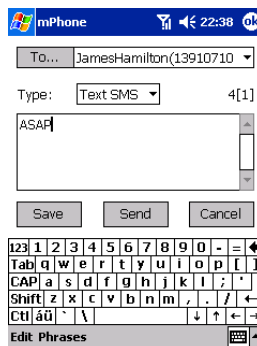 mPhone 22:38 ok
To... JamesHamilton(13910710
Type: Text SMS 4[1]
ASAP
Save Send Cancel
123 1 2 3 4 5 6 7 8 9 0 - =
Tab q w e r t y u i o p [ ]
CAP a s d f g h j k l ; '
Shift z x c v b n m , . /
Ctl áü ` \
Edit Phrases